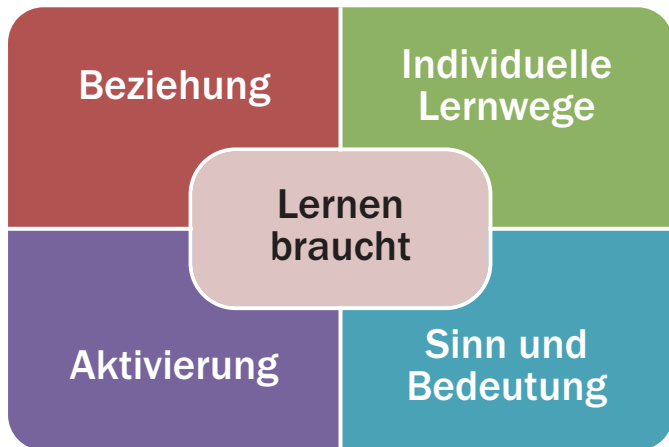 Beziehung
Individuelle
Lernwege
Lernen
braucht
Aktivierung
Sinn und
Bedeutung